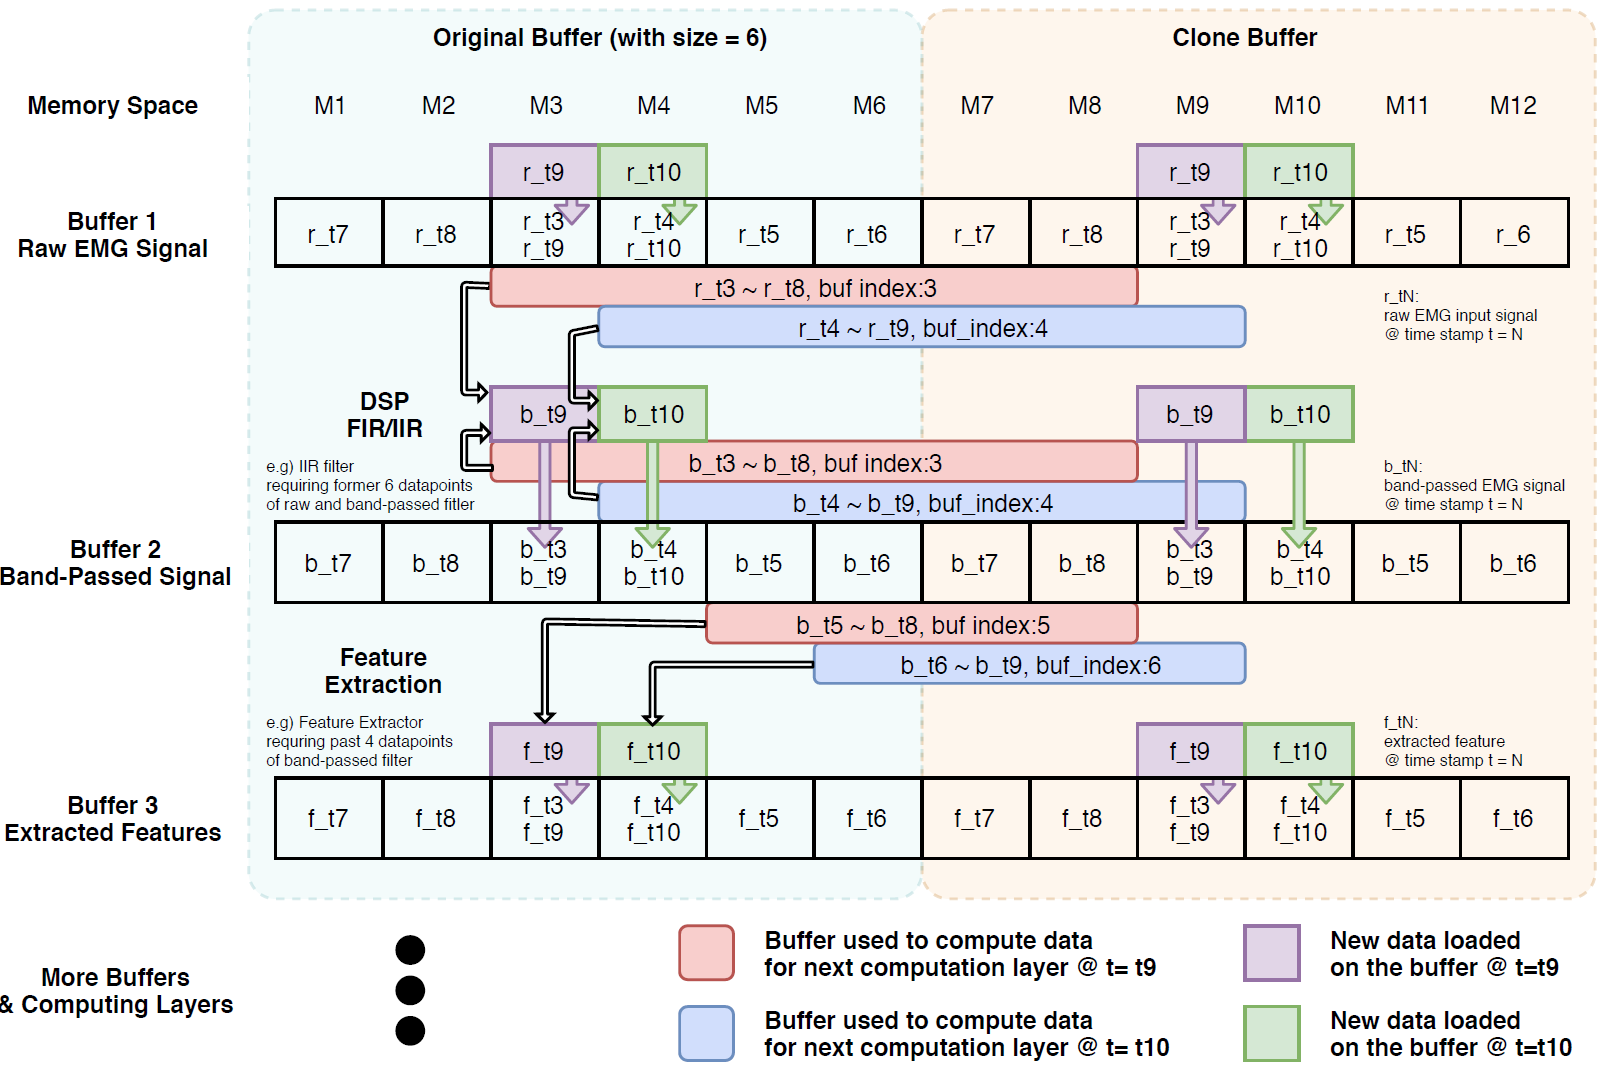 Original Buffer (with size = 6)
Clone Buffer
Memory Space
M1 M2 M3 M4 M5 M6 M7 M8 M9 M10 M11 M12
r_t9 r_t10 r_t9 r_t10
Buffer 1
Raw EMG Signal
r_t7 r_t8 r_t3 r_t4 r_t5 r_t6 r_t7 r_t8 r_t3 r_t4 r_t5 r_6
r_t9 r_t10 r_t9 r_t10
r_t3 ~ r_t8, buf index:3
r_t4 ~ r_t9, buf_index:4
r_tN:
raw EMG input signal
@ time stamp t = N
DSP
FIR/IIR
b_t9 b_t10 b_t9 b_t10
b_t3 ~ b_t8, buf index:3
b_t4 ~ b_t9, buf_index:4
e.g) IIR filter
requiring former 6 datapoints
of raw and band-passed fitler
b_tN:
band-passed EMG signal
@ time stamp t = N
Buffer 2
Band-Passed Signal
b_t7 b_t8 b_t3 b_t4 b_t5 b_t6 b_t7 b_t8 b_t3 b_t4 b_t5 b_t6
b_t9 b_t10 b_t9 b_t10
b_t5 ~ b_t8, buf index:5
b_t6 ~ b_t9, buf_index:6
Feature
Extraction
e.g) Feature Extractor
requring past 4 datapoints
of band-passed filter
f_t9 f_t10 f_t9 f_t10
f_tN:
extracted feature
@ time stamp t = N
Buffer 3
Extracted Features
f_t7 f_t8 f_t3 f_t4 f_t5 f_t6 f_t7 f_t8 f_t3 f_t4 f_t5 f_t6
f_t9 f_t10 f_t9 f_t10
More Buffers
& Computing Layers
Buffer used to compute data
for next computation layer @ t= t9
New data loaded
on the buffer @ t=t9
Buffer used to compute data
for next computation layer @ t= t10
New data loaded
on the buffer @ t=t10